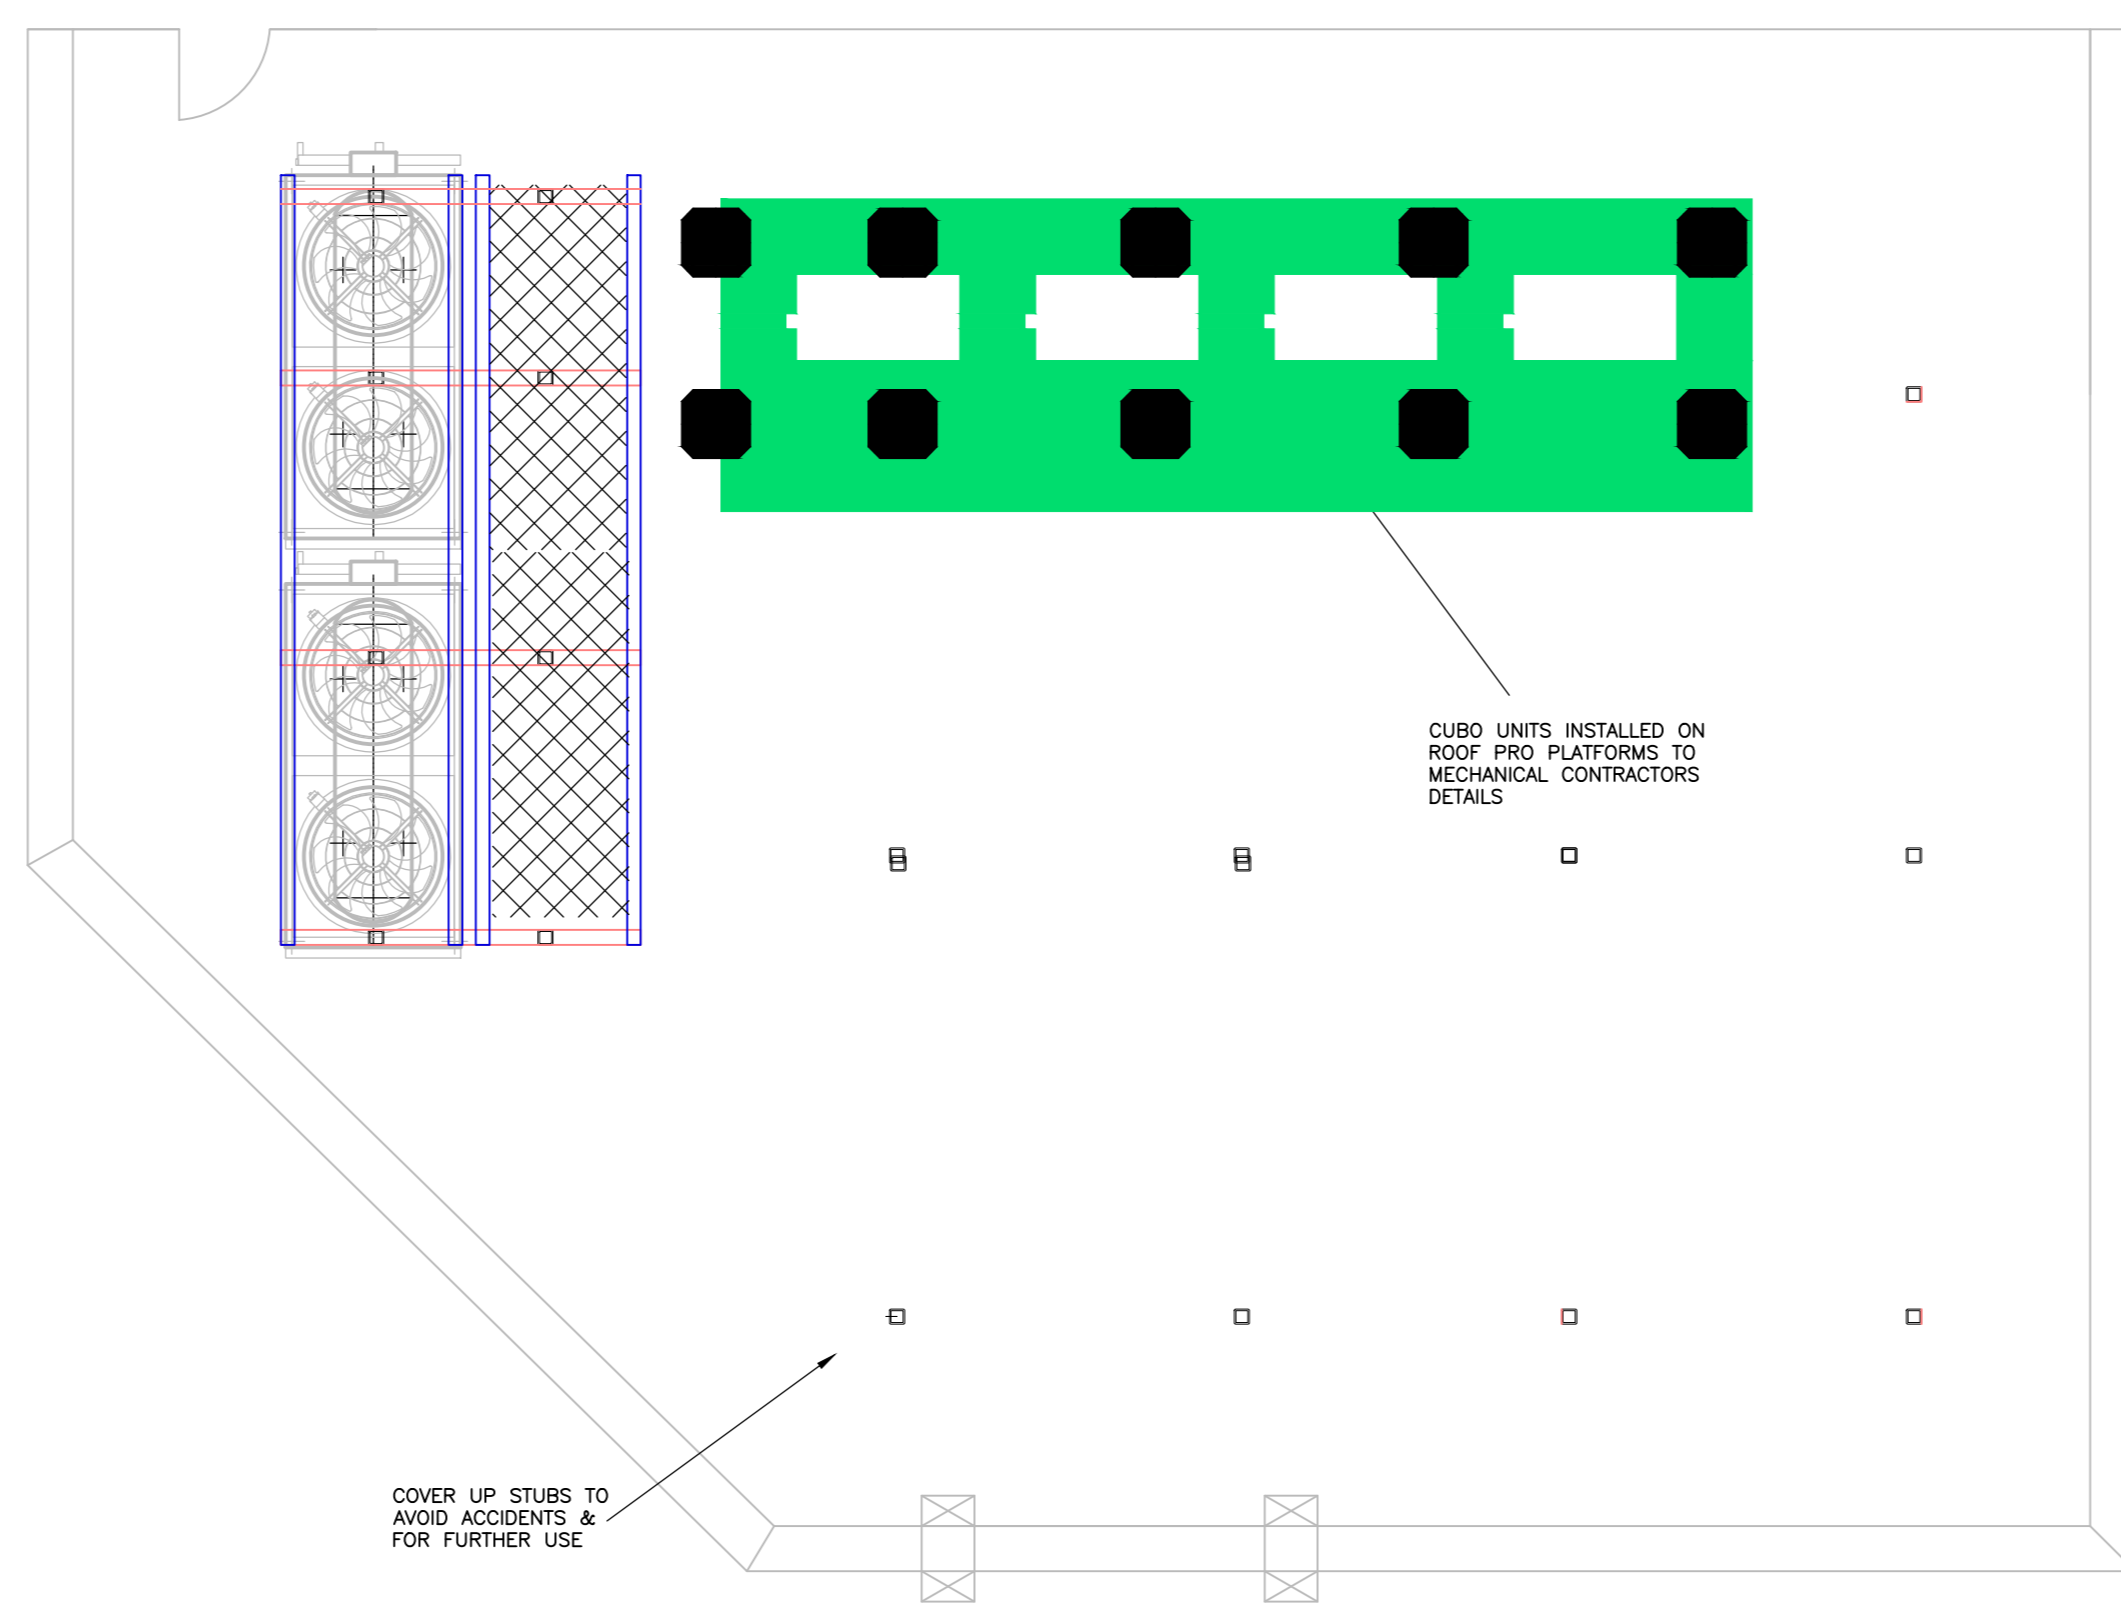 CUBO UNITS INSTALLED ON
ROOF PRO PLATFORMS TO
MECHANICAL CONTRACTORS
DETAILS
COVER UP STUBS TO
AVOID ACCIDENTS &
FOR FURTHER USE